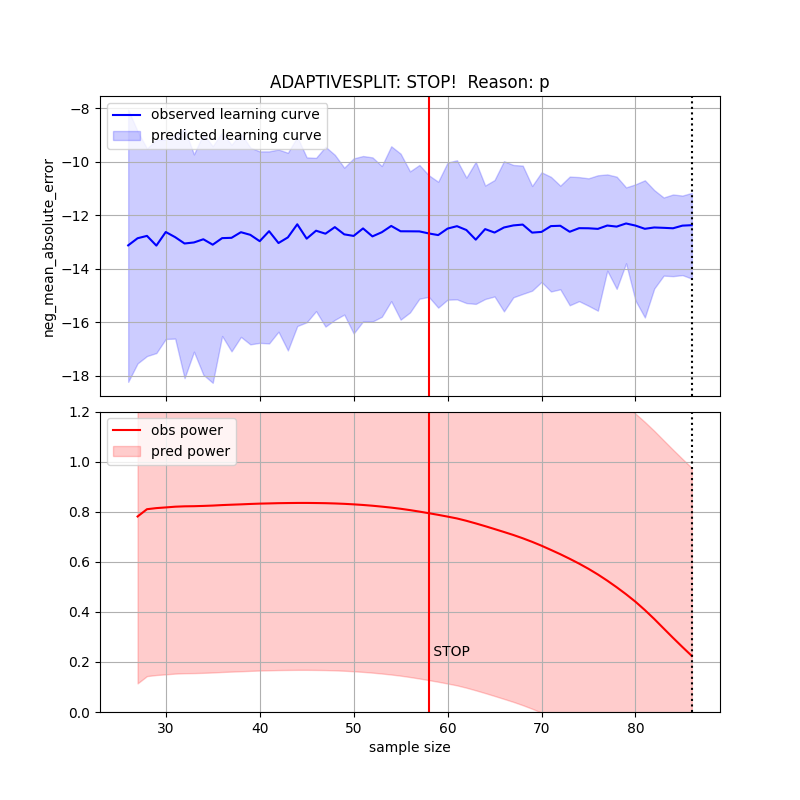 ADAPTIVESPLIT: STOP!  Reason: p
observed learning curve
predicted learning curve
neg_mean_absolute_error
−8
−10
−12
−14
−16
−18
obs power
pred power
1.2
1.0
0.8
0.6
0.4
0.2
0.0
STOP
30 40 50 60 70 80
sample size